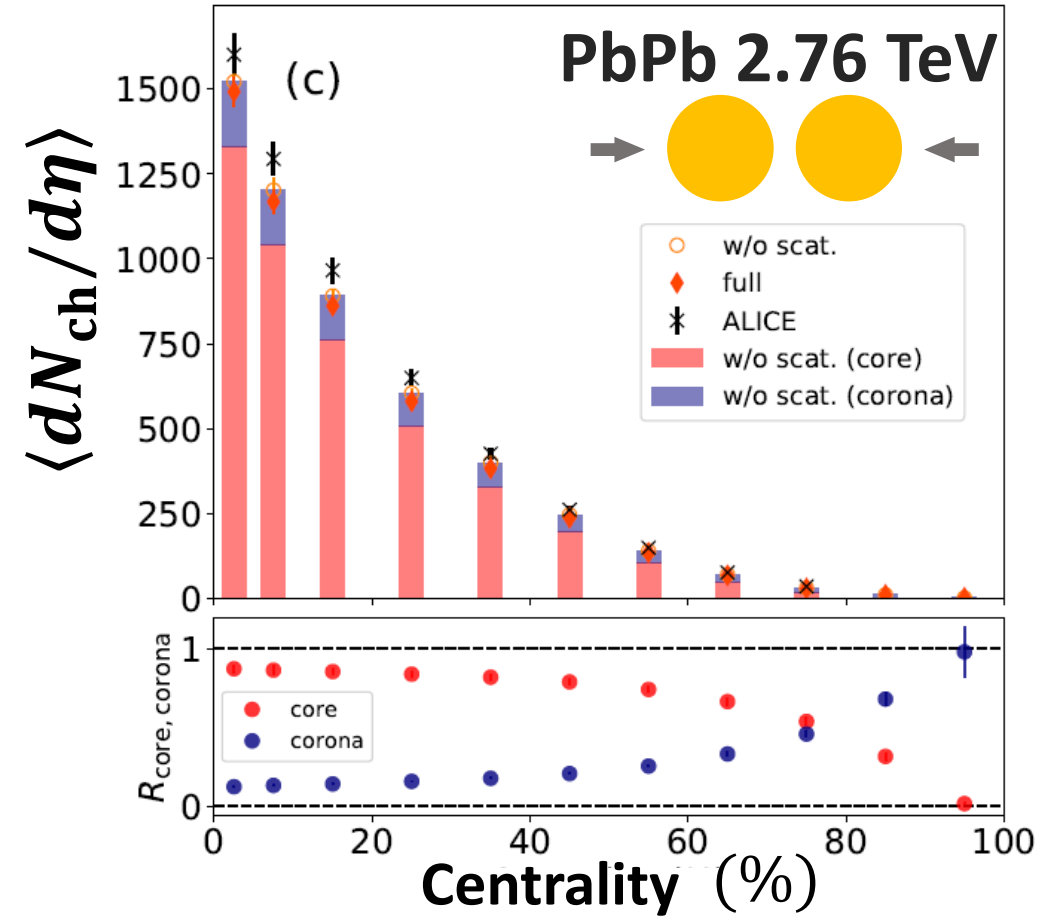 PbPb 2.76 TeV
(c)
⟨dN_ch/dη⟩
1500
1250
1000
750
500
250
0
w/o scat.
full
ALICE
w/o scat. (core)
w/o scat. (corona)
R_core, corona
1
0
core
corona
0 20 40 60 80 100
Centrality (%)